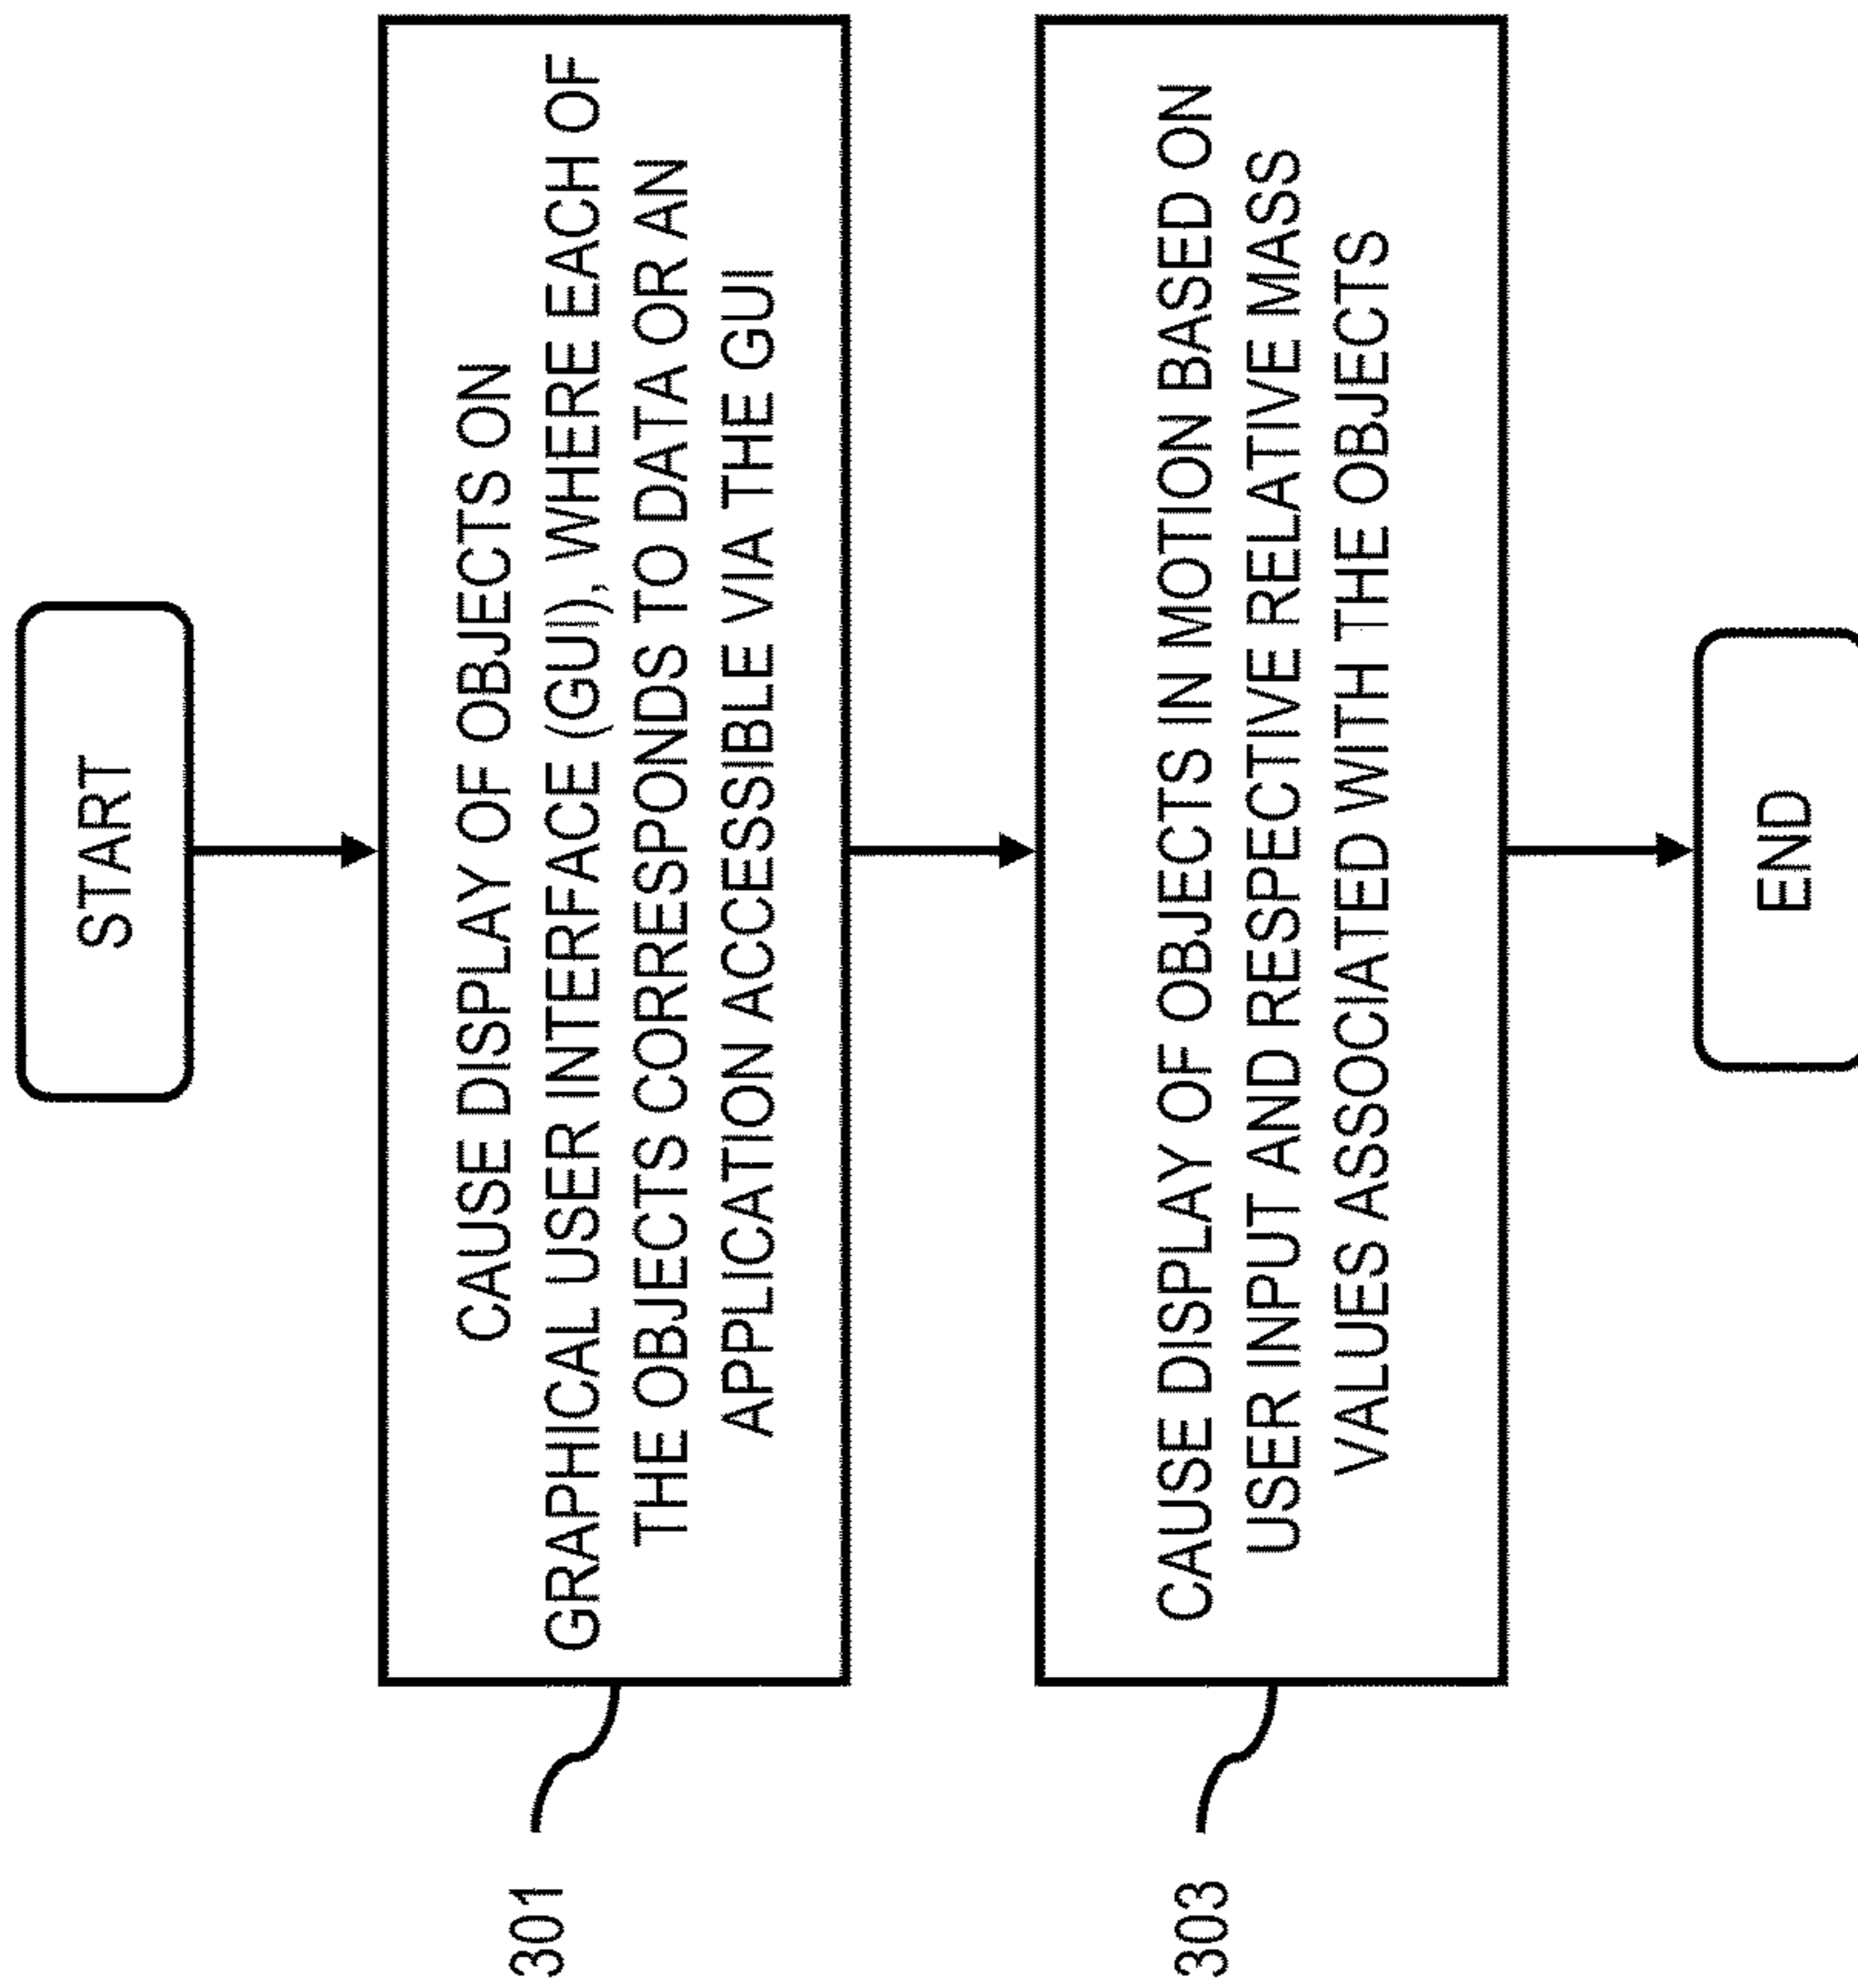 START
CAUSE DISPLAY OF OBJECTS ON
GRAPHICAL USER INTERFACE (GUI), WHERE EACH OF
THE OBJECTS CORRESPONDS TO DATA OR AN
APPLICATION ACCESSIBLE VIA THE GUI
301
CAUSE DISPLAY OF OBJECTS IN MOTION BASED ON
USER INPUT AND RESPECTIVE RELATIVE MASS
VALUES ASSOCIATED WITH THE OBJECTS
303
END